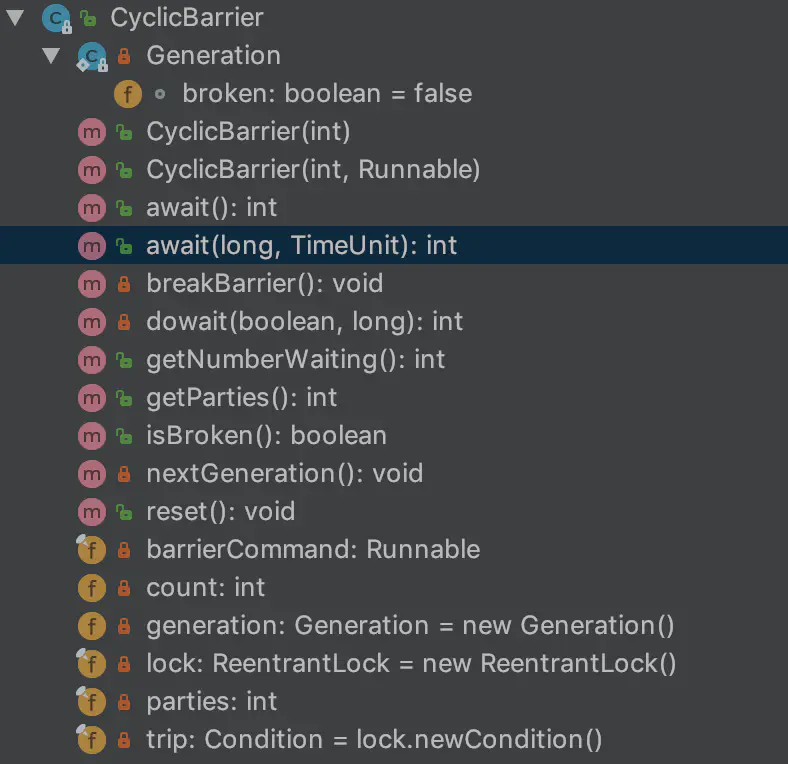 CyclicBarrier
Generation
broken: boolean = false
CyclicBarrier(int)
CyclicBarrier(int, Runnable)
await(): int
await(long, TimeUnit): int
breakBarrier(): void
dowait(boolean, long): int
getNumberWaiting(): int
getParties(): int
isBroken(): boolean
nextGeneration(): void
reset(): void
barrierCommand: Runnable
count: int
generation: Generation = new Generation()
lock: ReentrantLock = new ReentrantLock()
parties: int
trip: Condition = lock.newCondition()